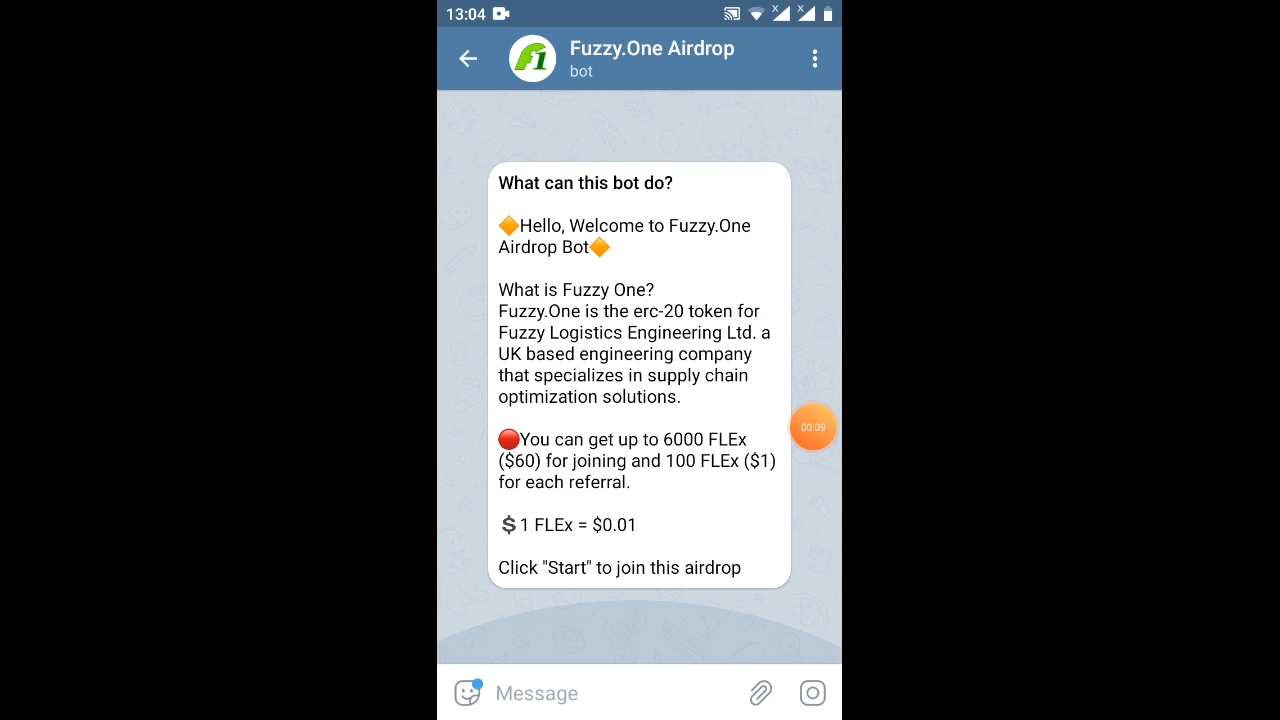 13:04
Fuzzy.One Airdrop
bot
What can this bot do?
🔶Hello, Welcome to Fuzzy.One
Airdrop Bot🔶
What is Fuzzy One?
Fuzzy.One is the erc-20 token for
Fuzzy Logistics Engineering Ltd. a
UK based engineering company
that specializes in supply chain
optimization solutions.
🔴You can get up to 6000 FLEx
($60) for joining and 100 FLEx ($1)
for each referral.
💲1 FLEx = $0.01
Click "Start" to join this airdrop
00:09
Message